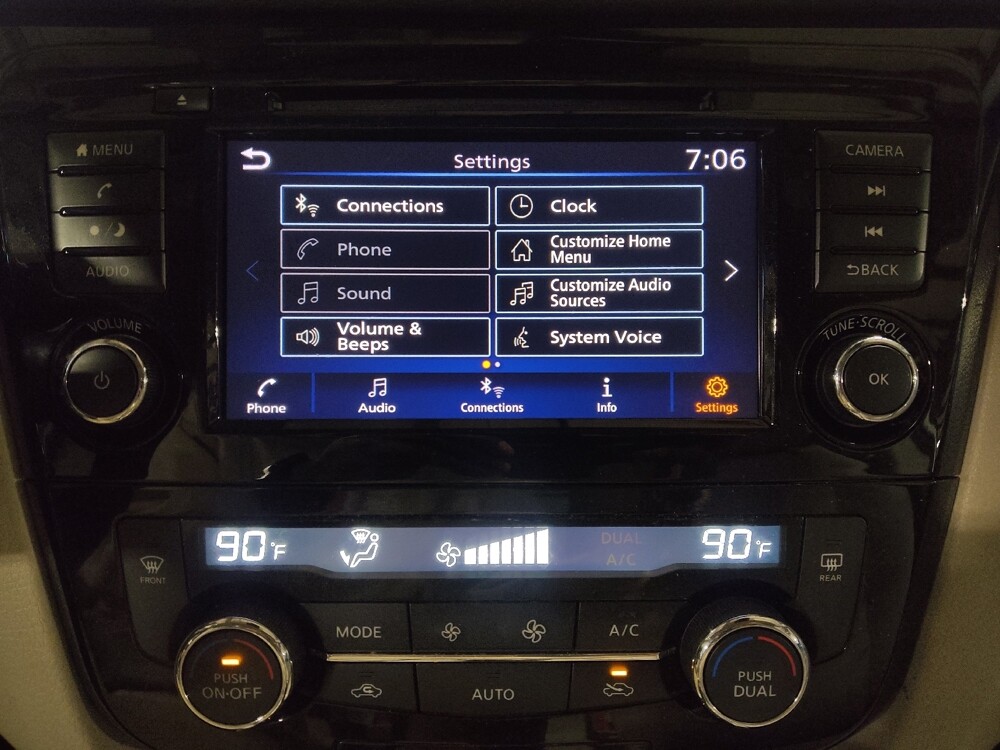 MENU
CAMERA
Settings
7:06
Connections
Clock
Phone
Customize Home
Menu
Sound
Customize Audio
Sources
Volume &
Beeps
System Voice
AUDIO
BACK
VOLUME
TUNE·SCROLL
OK
Phone
Audio
Connections
Info
Settings
90°F
DUAL
A/C
90°F
FRONT
REAR
MODE
A/C
PUSH
ON·OFF
AUTO
PUSH
DUAL